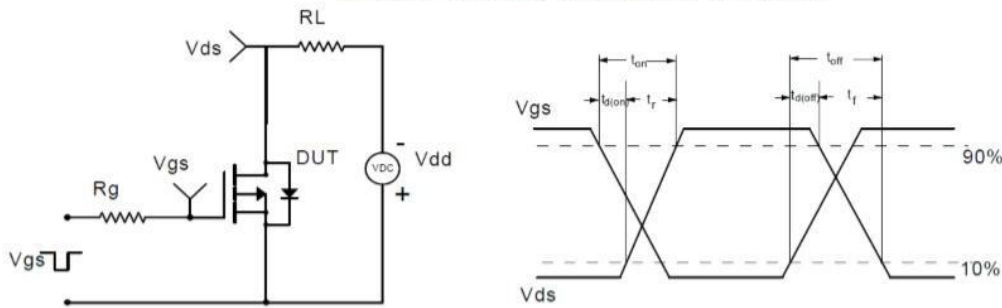 RL
Vds
Vgs
DUT
Rg
VDC
-
+
Vdd
Vgs
ton
toff
td(on)
tr
td(off)
tf
Vgs
90%
10%
Vds